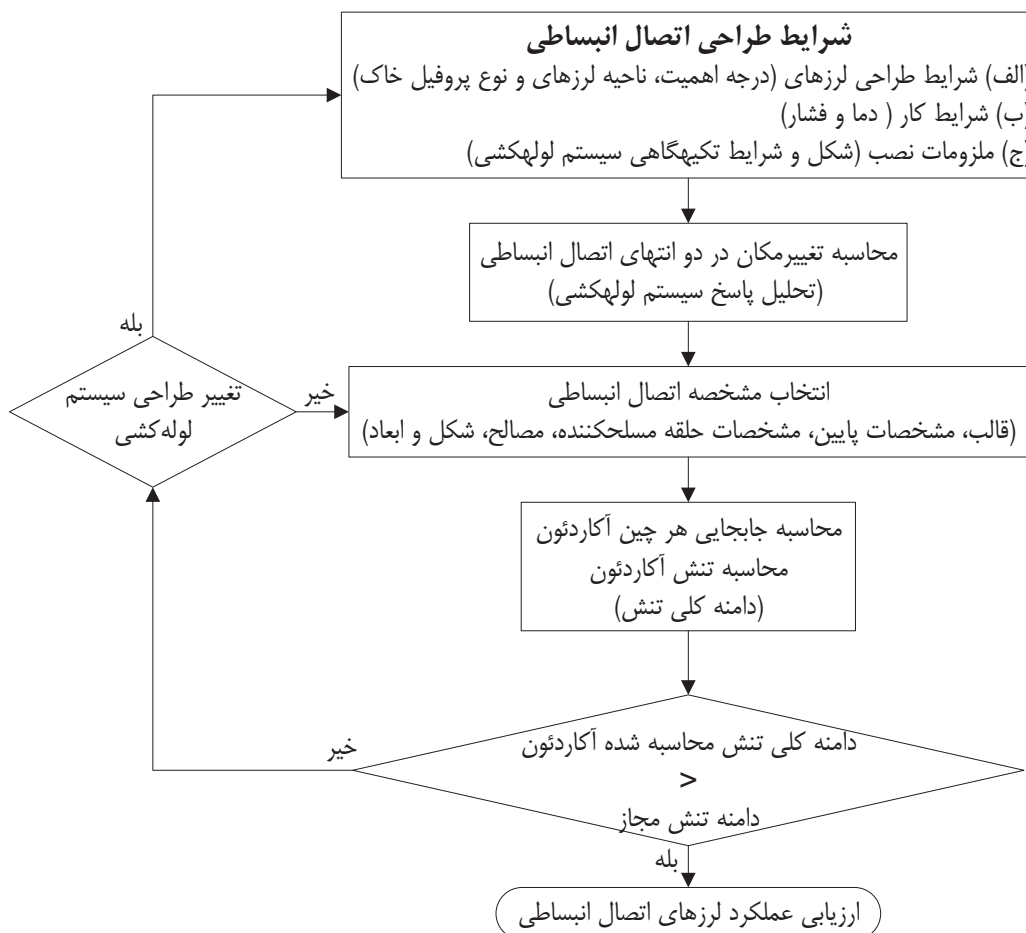 شرایط طراحی اتصال انبساطی
الف) شرایط طراحی لرزهای (درجه اهمیت، ناحیه لرزهای و نوع پروفیل خاک)
ب) شرایط کار ( دما و فشار)
ج) ملزومات نصب (شکل و شرایط تکیهگاهی سیستم لولهکشی)
محاسبه تغییرمکان در دو انتهای اتصال انبساطی
(تحلیل پاسخ سیستم لولهکشی)
بله
تغییر طراحی سیستم
لوله‌کشی
خیر
انتخاب مشخصه اتصال انبساطی
(قالب، مشخصات پایین، مشخصات حلقه مسلحکننده، مصالح، شکل و ابعاد)
محاسبه جابجایی هر چین آکاردئون
محاسبه تنش آکاردئون
(دامنه کلی تنش)
دامنه کلی تنش محاسبه شده آکاردئون
<
دامنه تنش مجاز
خیر
بله
ارزیابی عملکرد لرزهای اتصال انبساطی